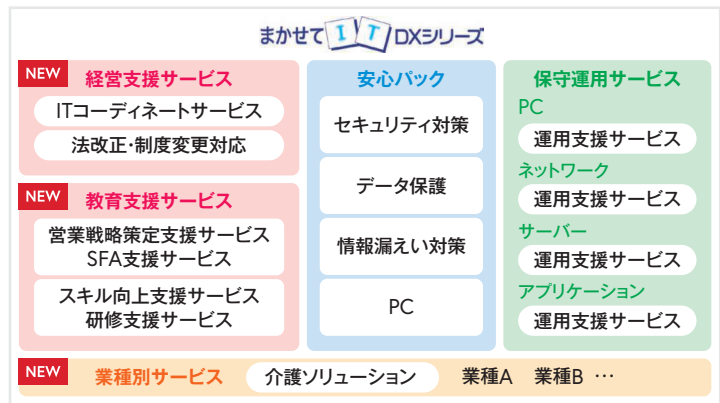 まかせてIT DXシリーズ
NEW
経営支援サービス
ITコーディネートサービス
法改正・制度変更対応
NEW
教育支援サービス
営業戦略策定支援サービス
SFA支援サービス
スキル向上支援サービス
研修支援サービス
安心パック
セキュリティ対策
データ保護
情報漏えい対策
PC
保守運用サービス
PC
運用支援サービス
ネットワーク
運用支援サービス
サーバー
運用支援サービス
アプリケーション
運用支援サービス
NEW
業種別サービス 介護ソリューション 業種A 業種B …